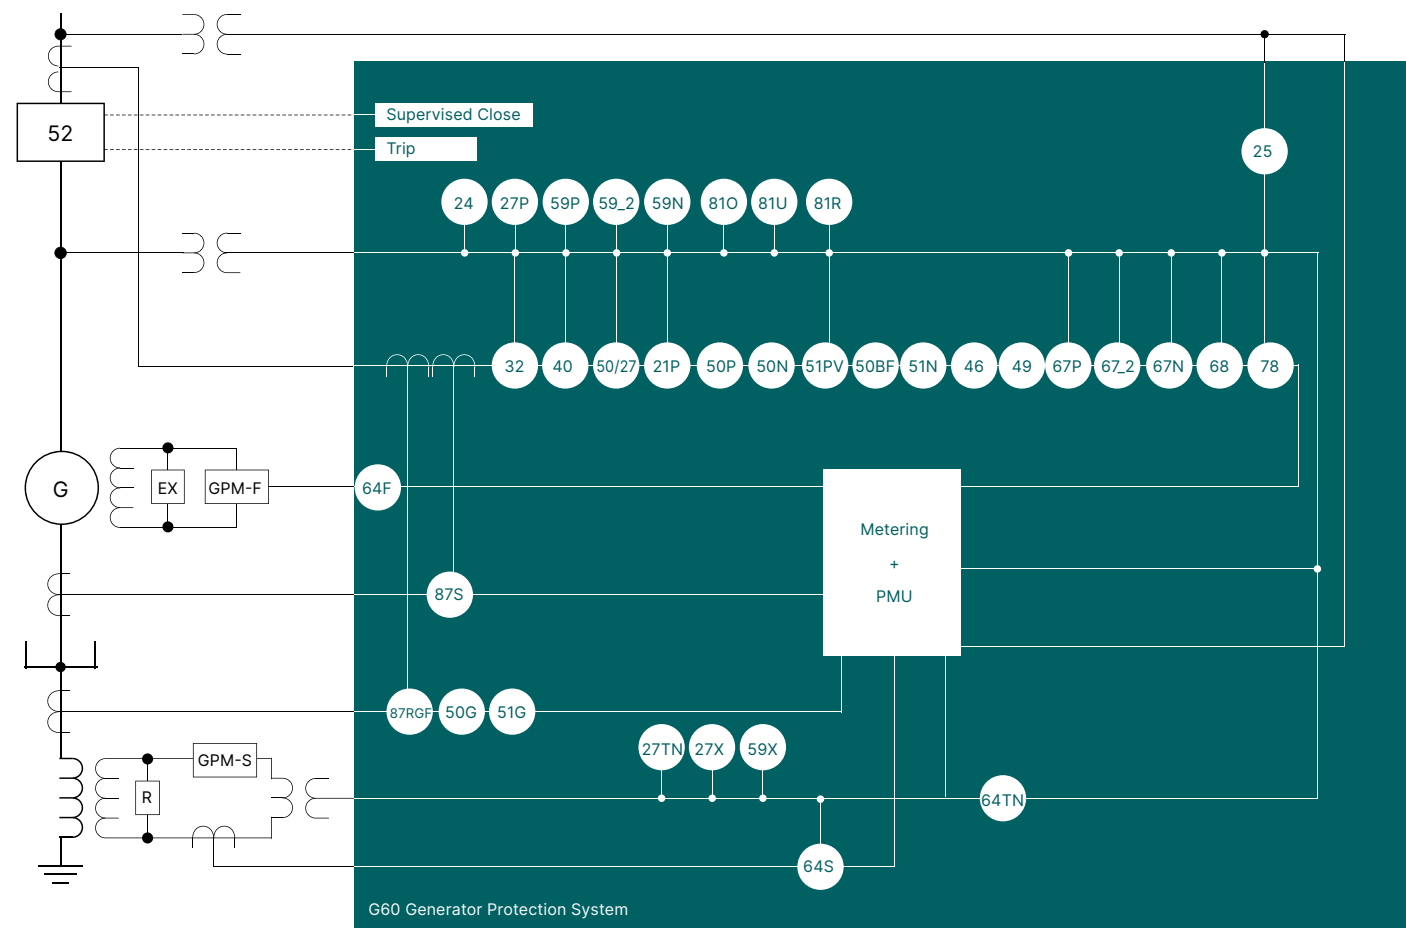 Supervised Close
52
Trip
25
24 27P 59P 59_2 59N 81O 81U 81R
32 40 50/27 21P 50P 50N 51PV 50BF 51N 46 49 67P 67_2 67N 68 78
G EX GPM-F 64F
Metering
+
PMU
87S
87RGF 50G 51G
27TN 27X 59X
GPM-S
R
64TN
64S
G60 Generator Protection System